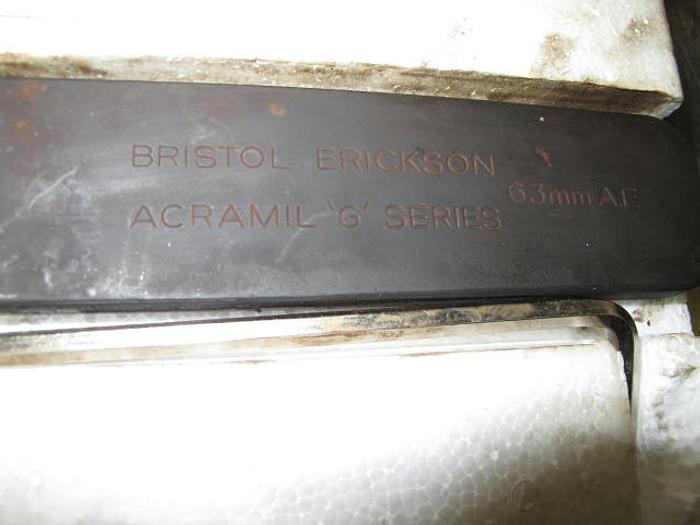 BRISTOL ERICKSON
ACRAMIL 'G' SERIES
63mm A.F.